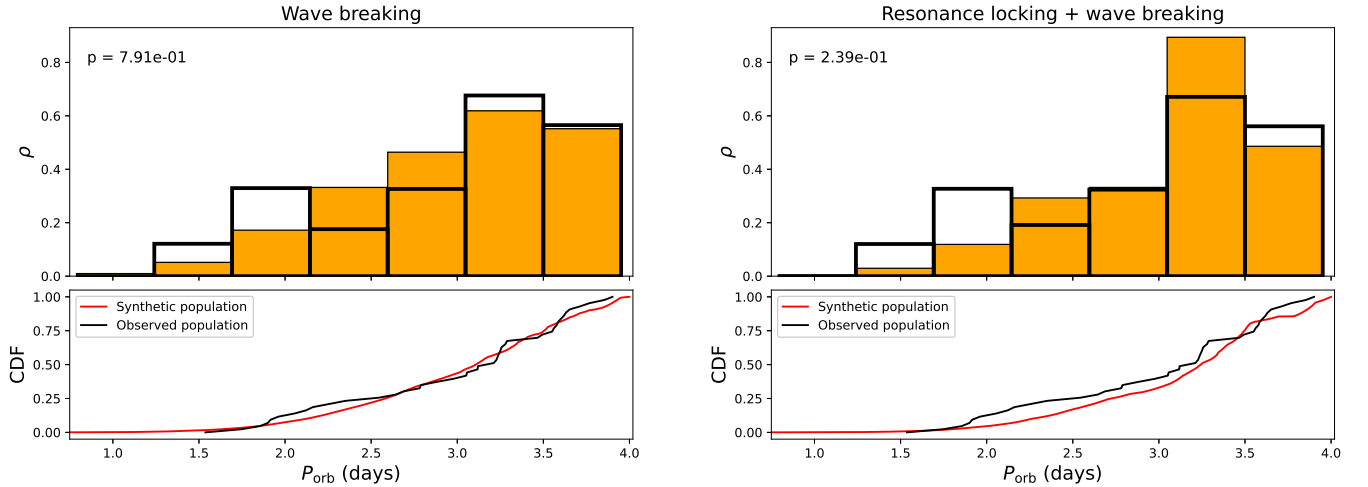 Wave breaking
p = 7.91e-01
ρ
0.8
0.6
0.4
0.2
0.0
CDF
1.00
0.75
0.50
0.25
0.00
Synthetic population
Observed population
1.0 1.5 2.0 2.5 3.0 3.5 4.0
P_orb (days)
Resonance locking + wave breaking
p = 2.39e-01
ρ
0.8
0.6
0.4
0.2
0.0
CDF
1.00
0.75
0.50
0.25
0.00
Synthetic population
Observed population
1.0 1.5 2.0 2.5 3.0 3.5 4.0
P_orb (days)